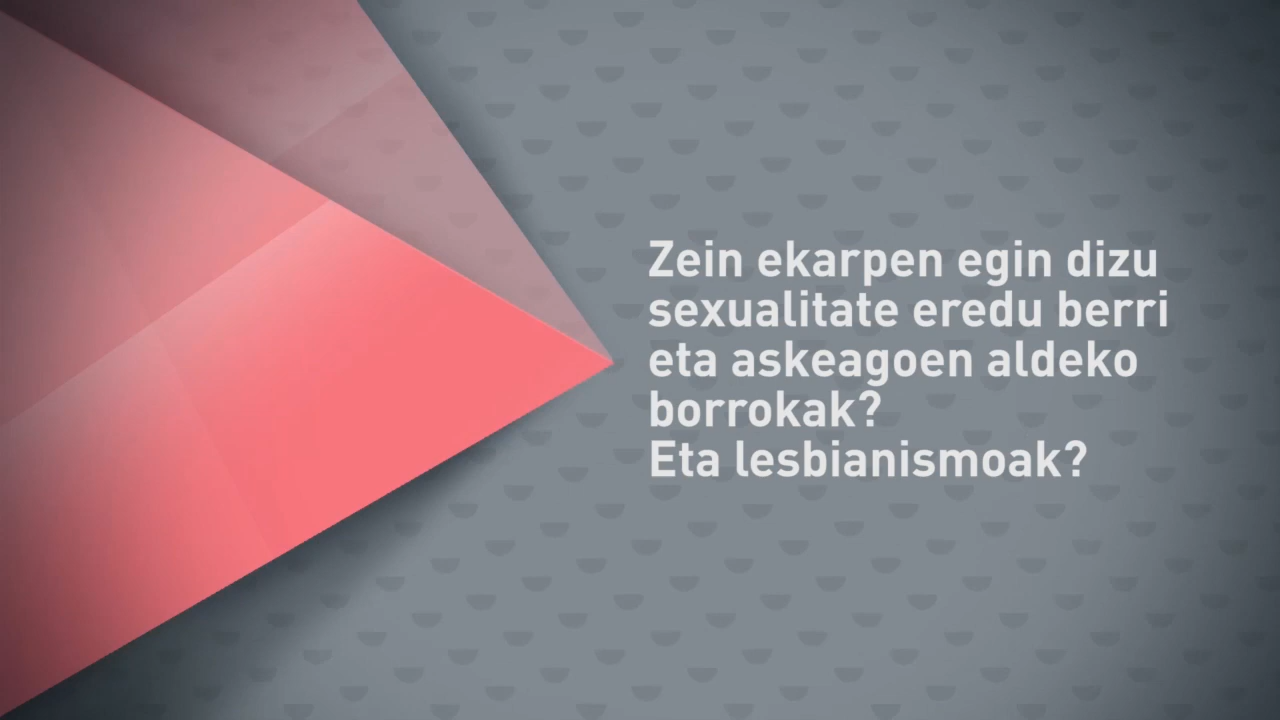 Zein ekarpen egin dizu
sexualitate eredu berri
eta askeagoen aldeko
borrokak?
Eta lesbianismoak?